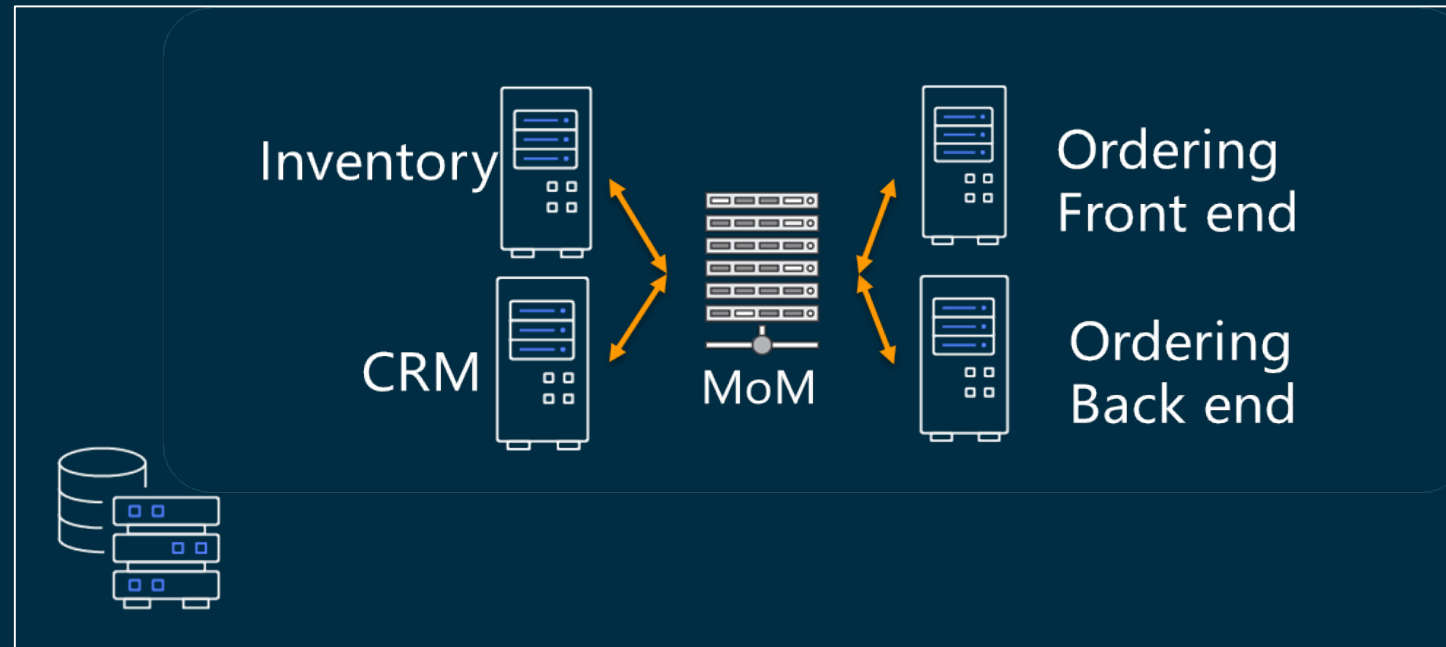 Inventory
CRM
MoM
Ordering
Front end
Ordering
Back end